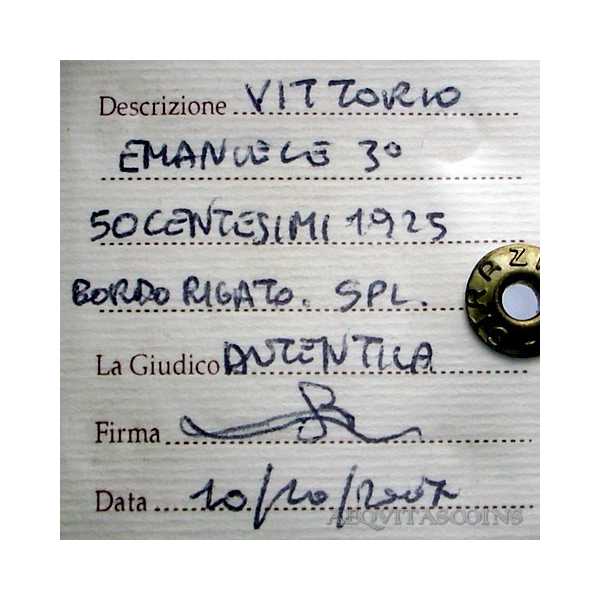 Descrizione VITTORIO
EMANUELE 3°
50 CENTESIMI 1925
BORDO RIGATO. SPL.
La Giudico AUTENTICA
Firma
Data 10/10/2007
AEQVITASCOINS